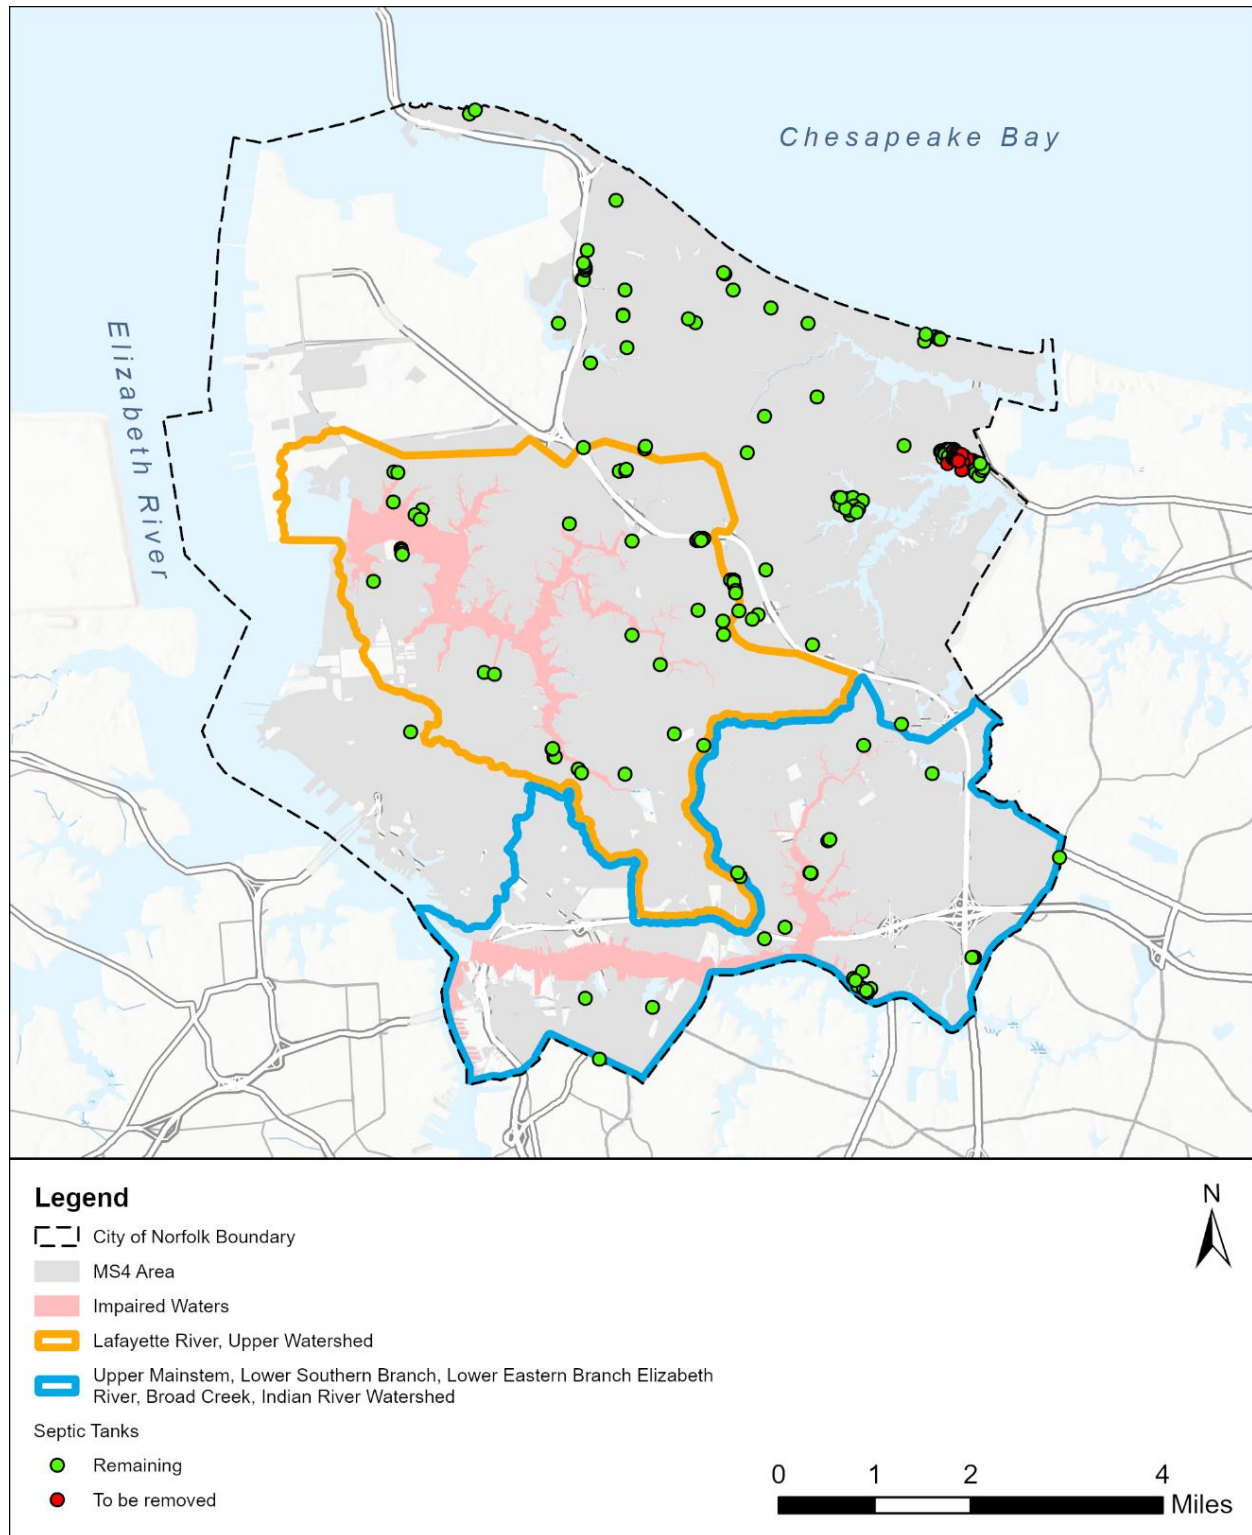 Chesapeake Bay
Elizabeth River
Legend
N
City of Norfolk Boundary
MS4 Area
Impaired Waters
Lafayette River, Upper Watershed
Upper Mainstem, Lower Southern Branch, Lower Eastern Branch Elizabeth
River, Broad Creek, Indian River Watershed
Septic Tanks
Remaining
To be removed
0 1 2 4
Miles